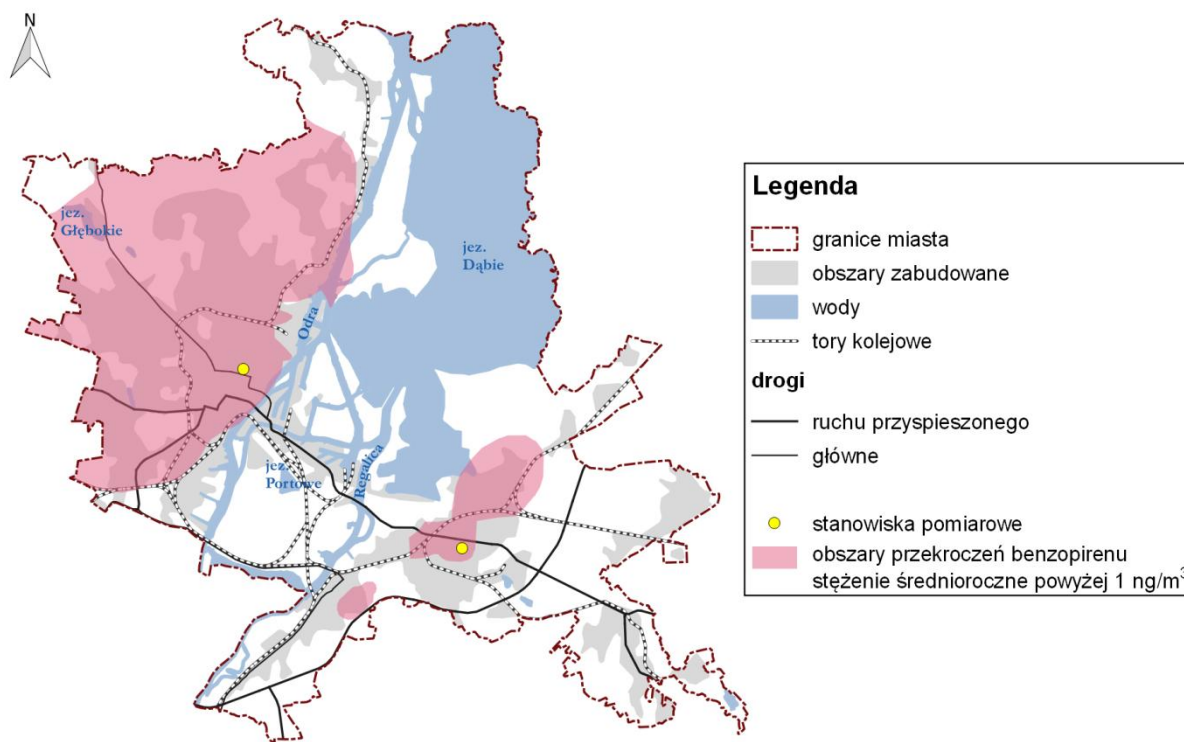 N
jez.
Głębokie
jez.
Dąbie
Odra
jez.
Portowe
Regalica
Legenda
granice miasta
obszary zabudowane
wody
tory kolejowe
drogi
ruchu przyspieszonego
główne
stanowiska pomiarowe
obszary przekroczeń benzopirenu
stężenie średnioroczne powyżej 1 ng/m³